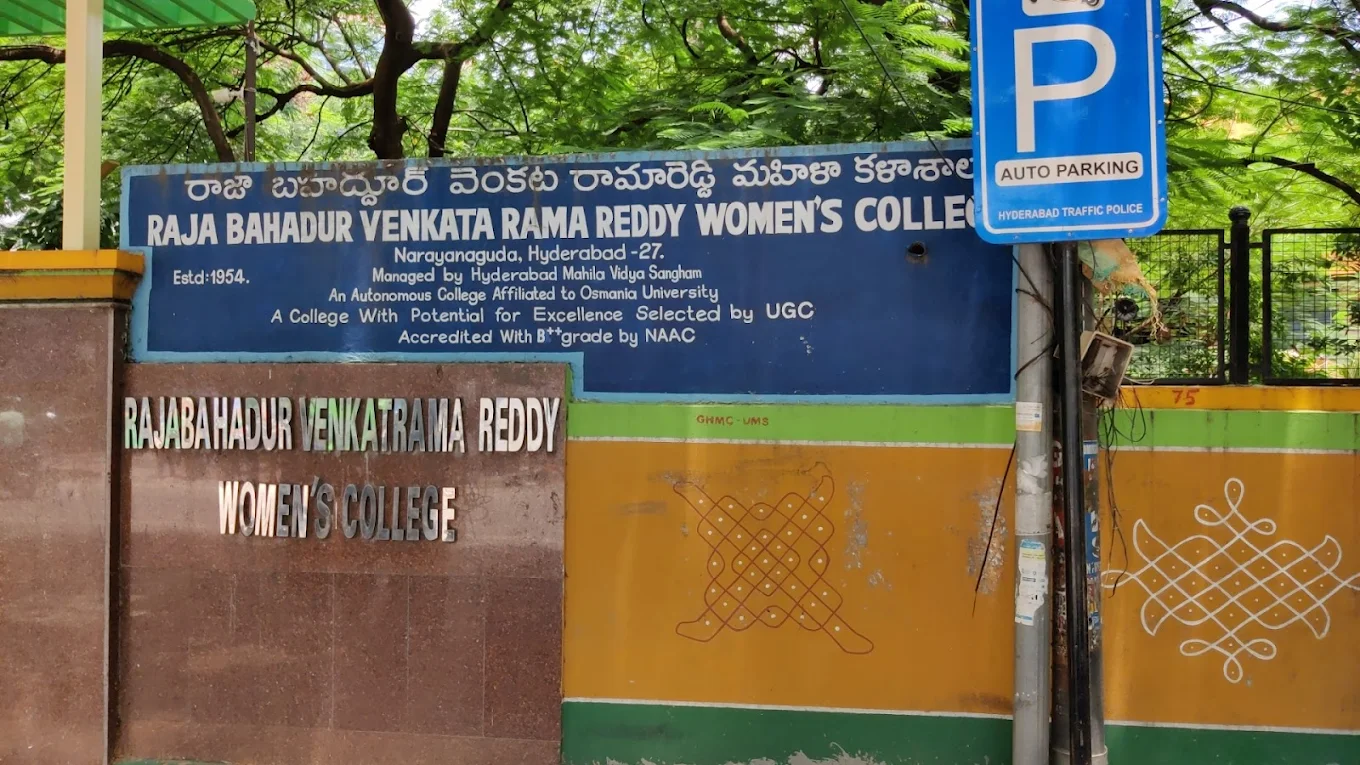 రాజా బహద్దూర్ వెంకట రామారెడ్డి మహిళా కళాశాల
RAJA BAHADUR VENKATA RAMA REDDY WOMEN'S COLLEG
Narayanaguda, Hyderabad -27.
Estd:1954.
Managed by Hyderabad Mahila Vidya Sangham
An Autonomous College Affiliated to Osmania University
A College With Potential for Excellence Selected by UGC
Accredited With B++ grade by NAAC
RAJABAHADUR VENKATRAMA REDDY
WOMEN'S COLLEGE
GHMC-UMS
P
AUTO PARKING
HYDERABAD TRAFFIC POLICE
75